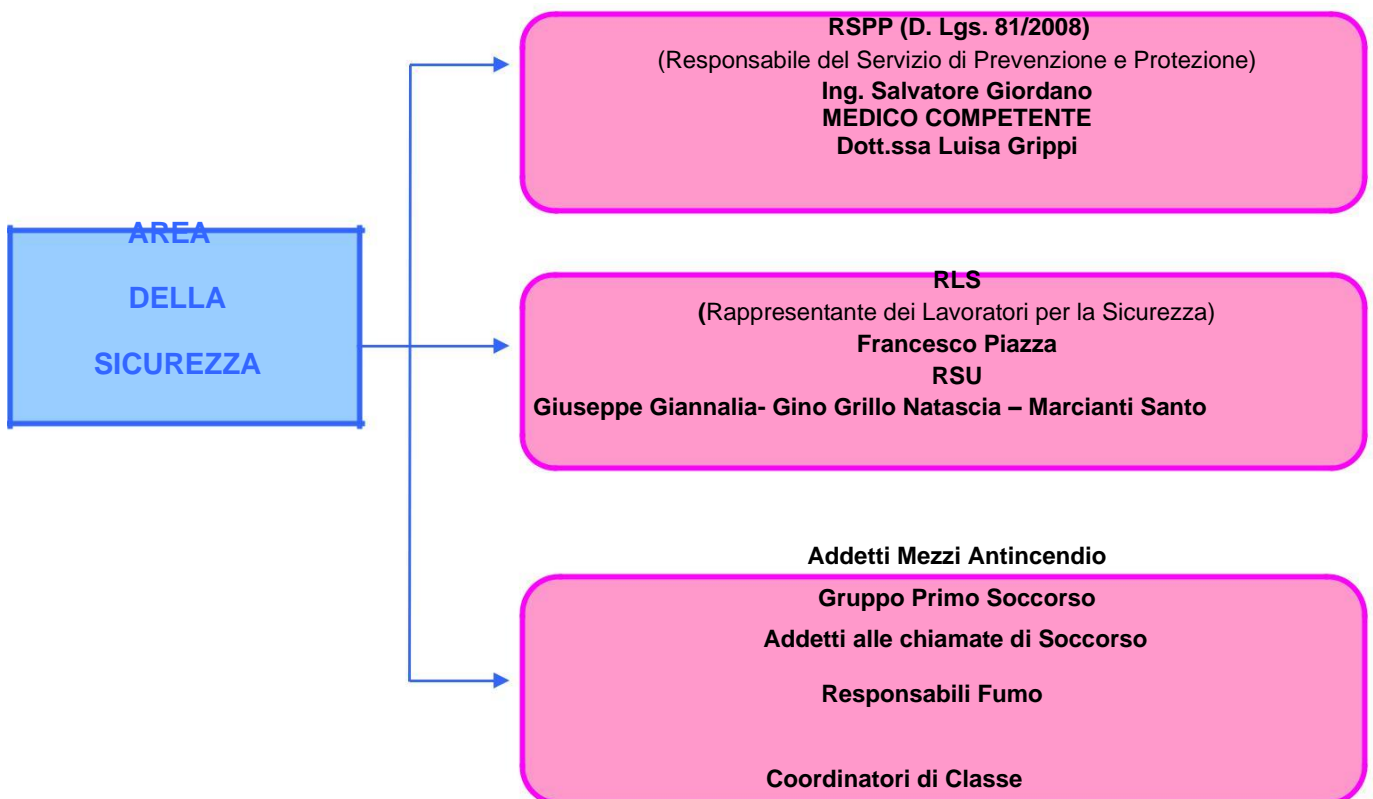 AREA
DELLA
SICUREZZA
RSPP (D. Lgs. 81/2008)
(Responsabile del Servizio di Prevenzione e Protezione)
Ing. Salvatore Giordano
MEDICO COMPETENTE
Dott.ssa Luisa Grippi
RLS
(Rappresentante dei Lavoratori per la Sicurezza)
Francesco Piazza
RSU
Giuseppe Giannalia- Gino Grillo Natascia – Marcianti Santo
Addetti Mezzi Antincendio
Gruppo Primo Soccorso
Addetti alle chiamate di Soccorso
Responsabili Fumo
Coordinatori di Classe